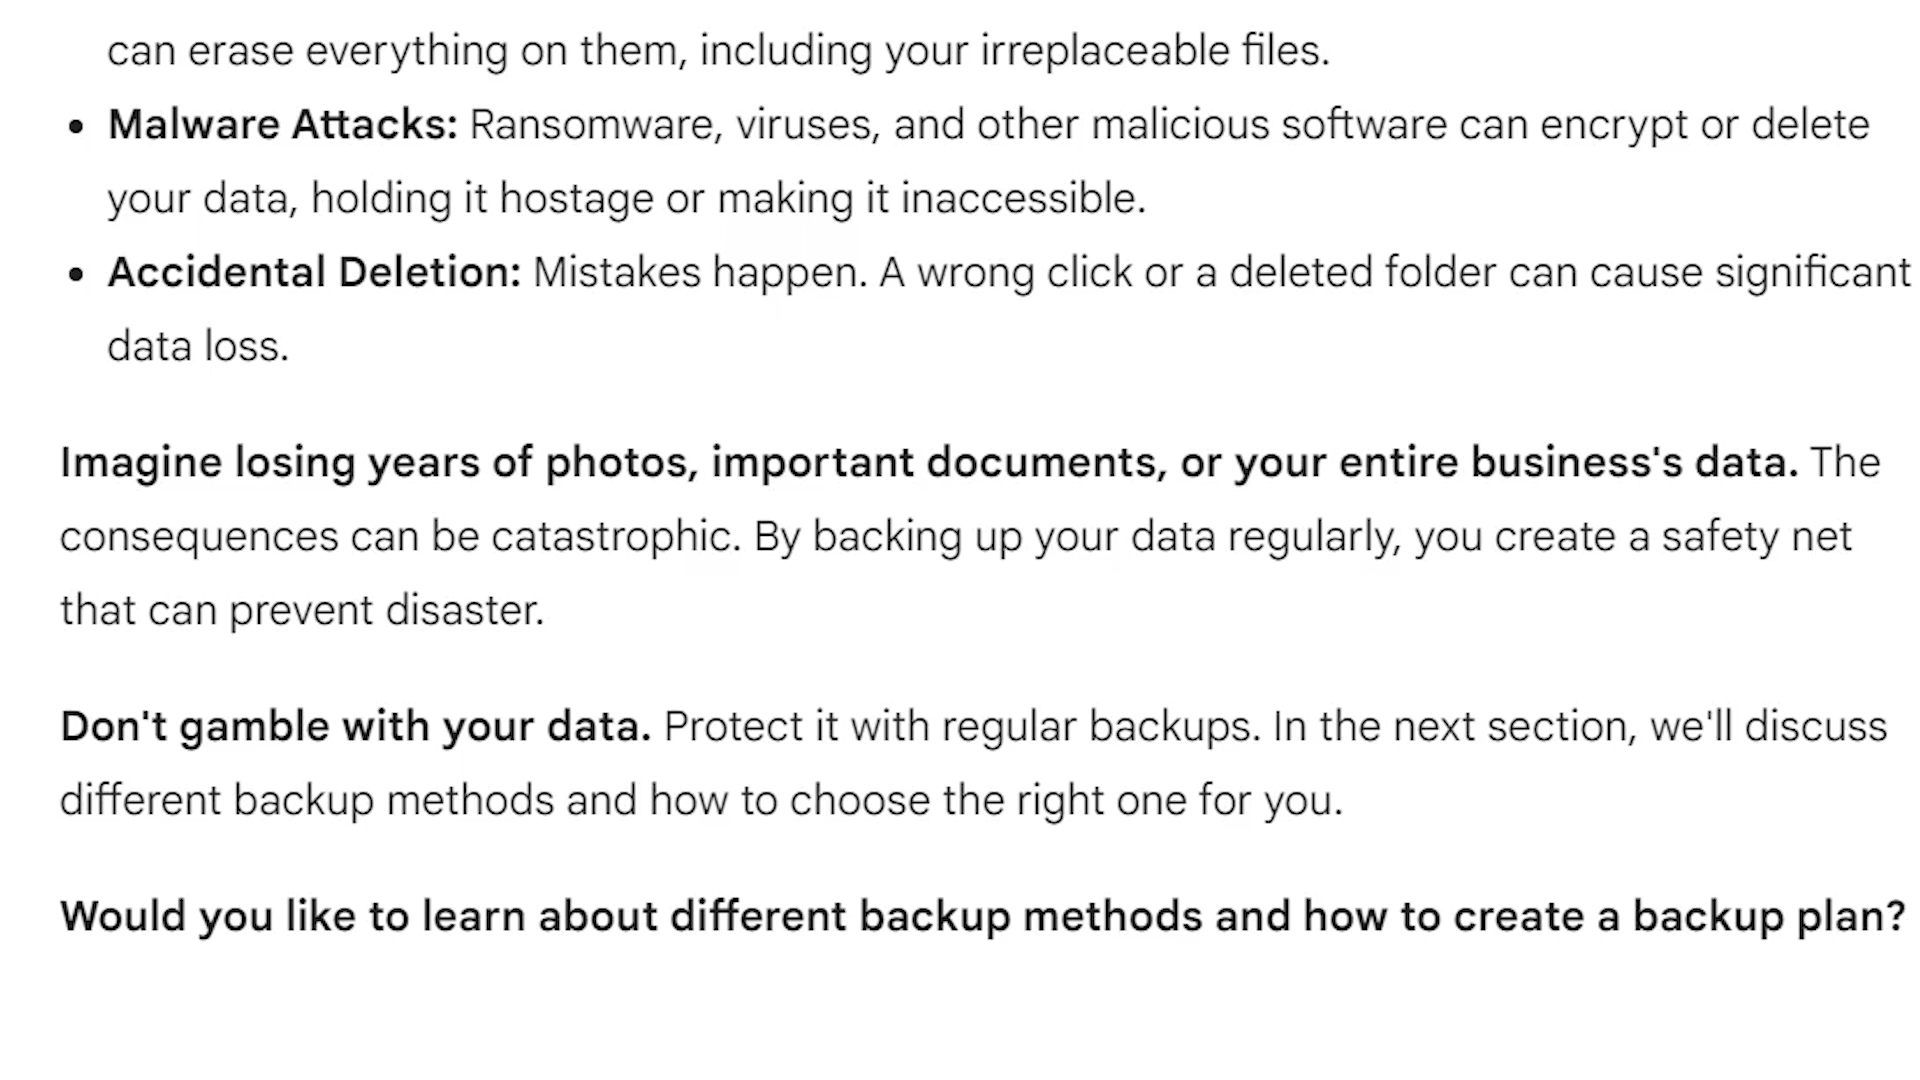 can erase everything on them, including your irreplaceable files.
• Malware Attacks: Ransomware, viruses, and other malicious software can encrypt or delete
your data, holding it hostage or making it inaccessible.
• Accidental Deletion: Mistakes happen. A wrong click or a deleted folder can cause significant
data loss.
Imagine losing years of photos, important documents, or your entire business's data. The
consequences can be catastrophic. By backing up your data regularly, you create a safety net
that can prevent disaster.
Don't gamble with your data. Protect it with regular backups. In the next section, we'll discuss
different backup methods and how to choose the right one for you.
Would you like to learn about different backup methods and how to create a backup plan?